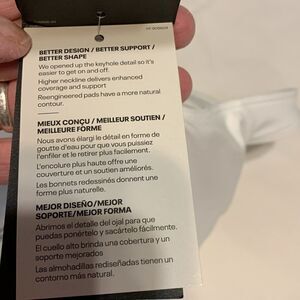 BETTER DESIGN / BETTER SUPPORT /
BETTER SHAPE
We opened up the keyhole detail so it's
easier to get on and off.
Higher neckline delivers enhanced
coverage and support
Reengineered pads have a more natural
contour.
MIEUX CONÇU / MEILLEUR SOUTIEN /
MEILLEURE FORME
Nous avons élargi le détail en forme de
goutte d'eau pour que vous puissiez
l'enfiler et le retirer plus facilement.
L'encolure plus haute offre une
couverture et un soutien améliorés.
Les bonnets redessinés donnent une
forme plus naturelle.
MEJOR DISEÑO/MEJOR
SOPORTE/MEJOR FORMA
Abrimos el detalle del ojal para que
puedas ponértelo y sacártelo fácilmente.
El cuello alto brinda una cobertura y un
soporte mejorados
Las almohadillas rediseñadas tienen un
contorno más natural.